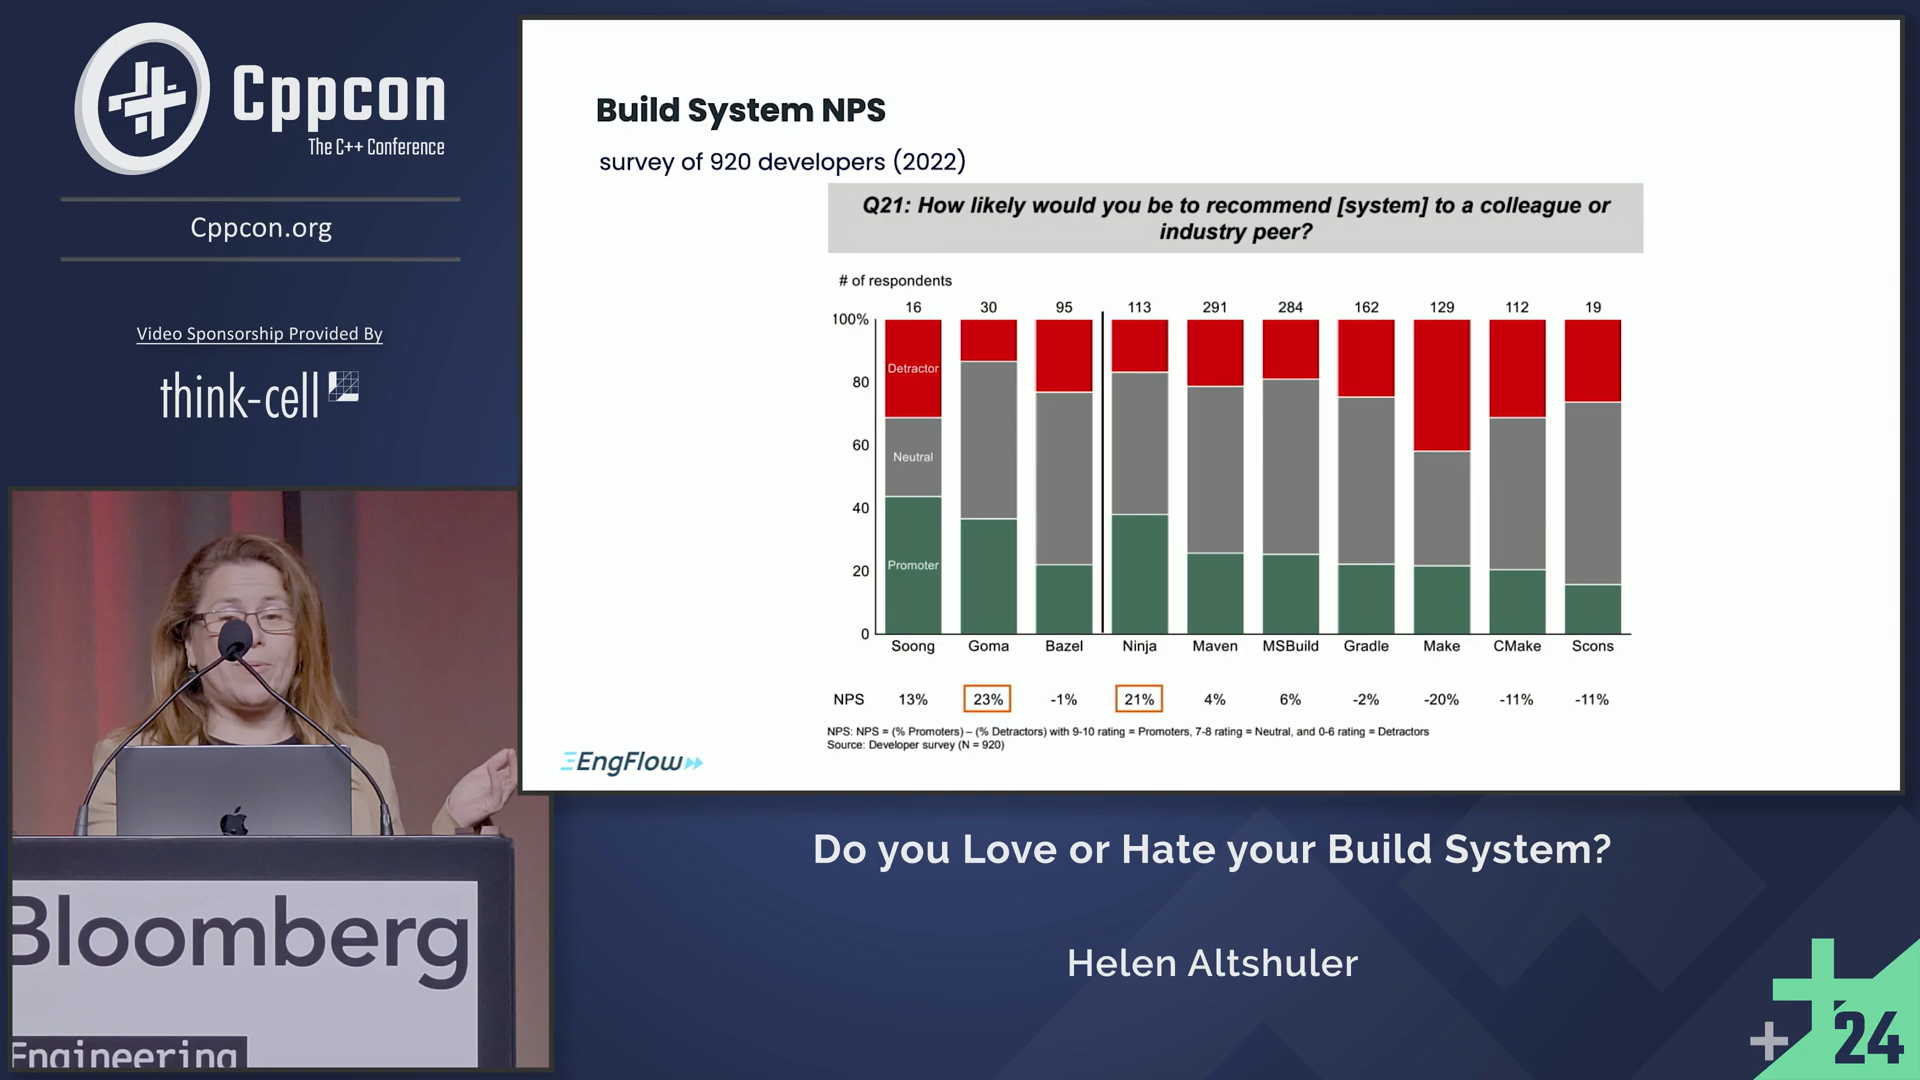 Cppcon
The C++ Conference
Cppcon.org
Video Sponsorship Provided By
think-cell
Build System NPS
survey of 920 developers (2022)
Q21: How likely would you be to recommend [system] to a colleague or
industry peer?
# of respondents
16 30 95 113 291 284 162 129 112 19
100%
80
60
40
20
0
Detractor
Neutral
Promoter
Soong Goma Bazel Ninja Maven MSBuild Gradle Make CMake Scons
NPS 13% 23% -1% 21% 4% 6% -2% -20% -11% -11%
NPS: NPS = (% Promoters) – (% Detractors) with 9-10 rating = Promoters, 7-8 rating = Neutral, and 0-6 rating = Detractors
Source: Developer survey (N = 920)
EngFlow
Bloomberg
Engineering
Do you Love or Hate your Build System?
Helen Altshuler
24